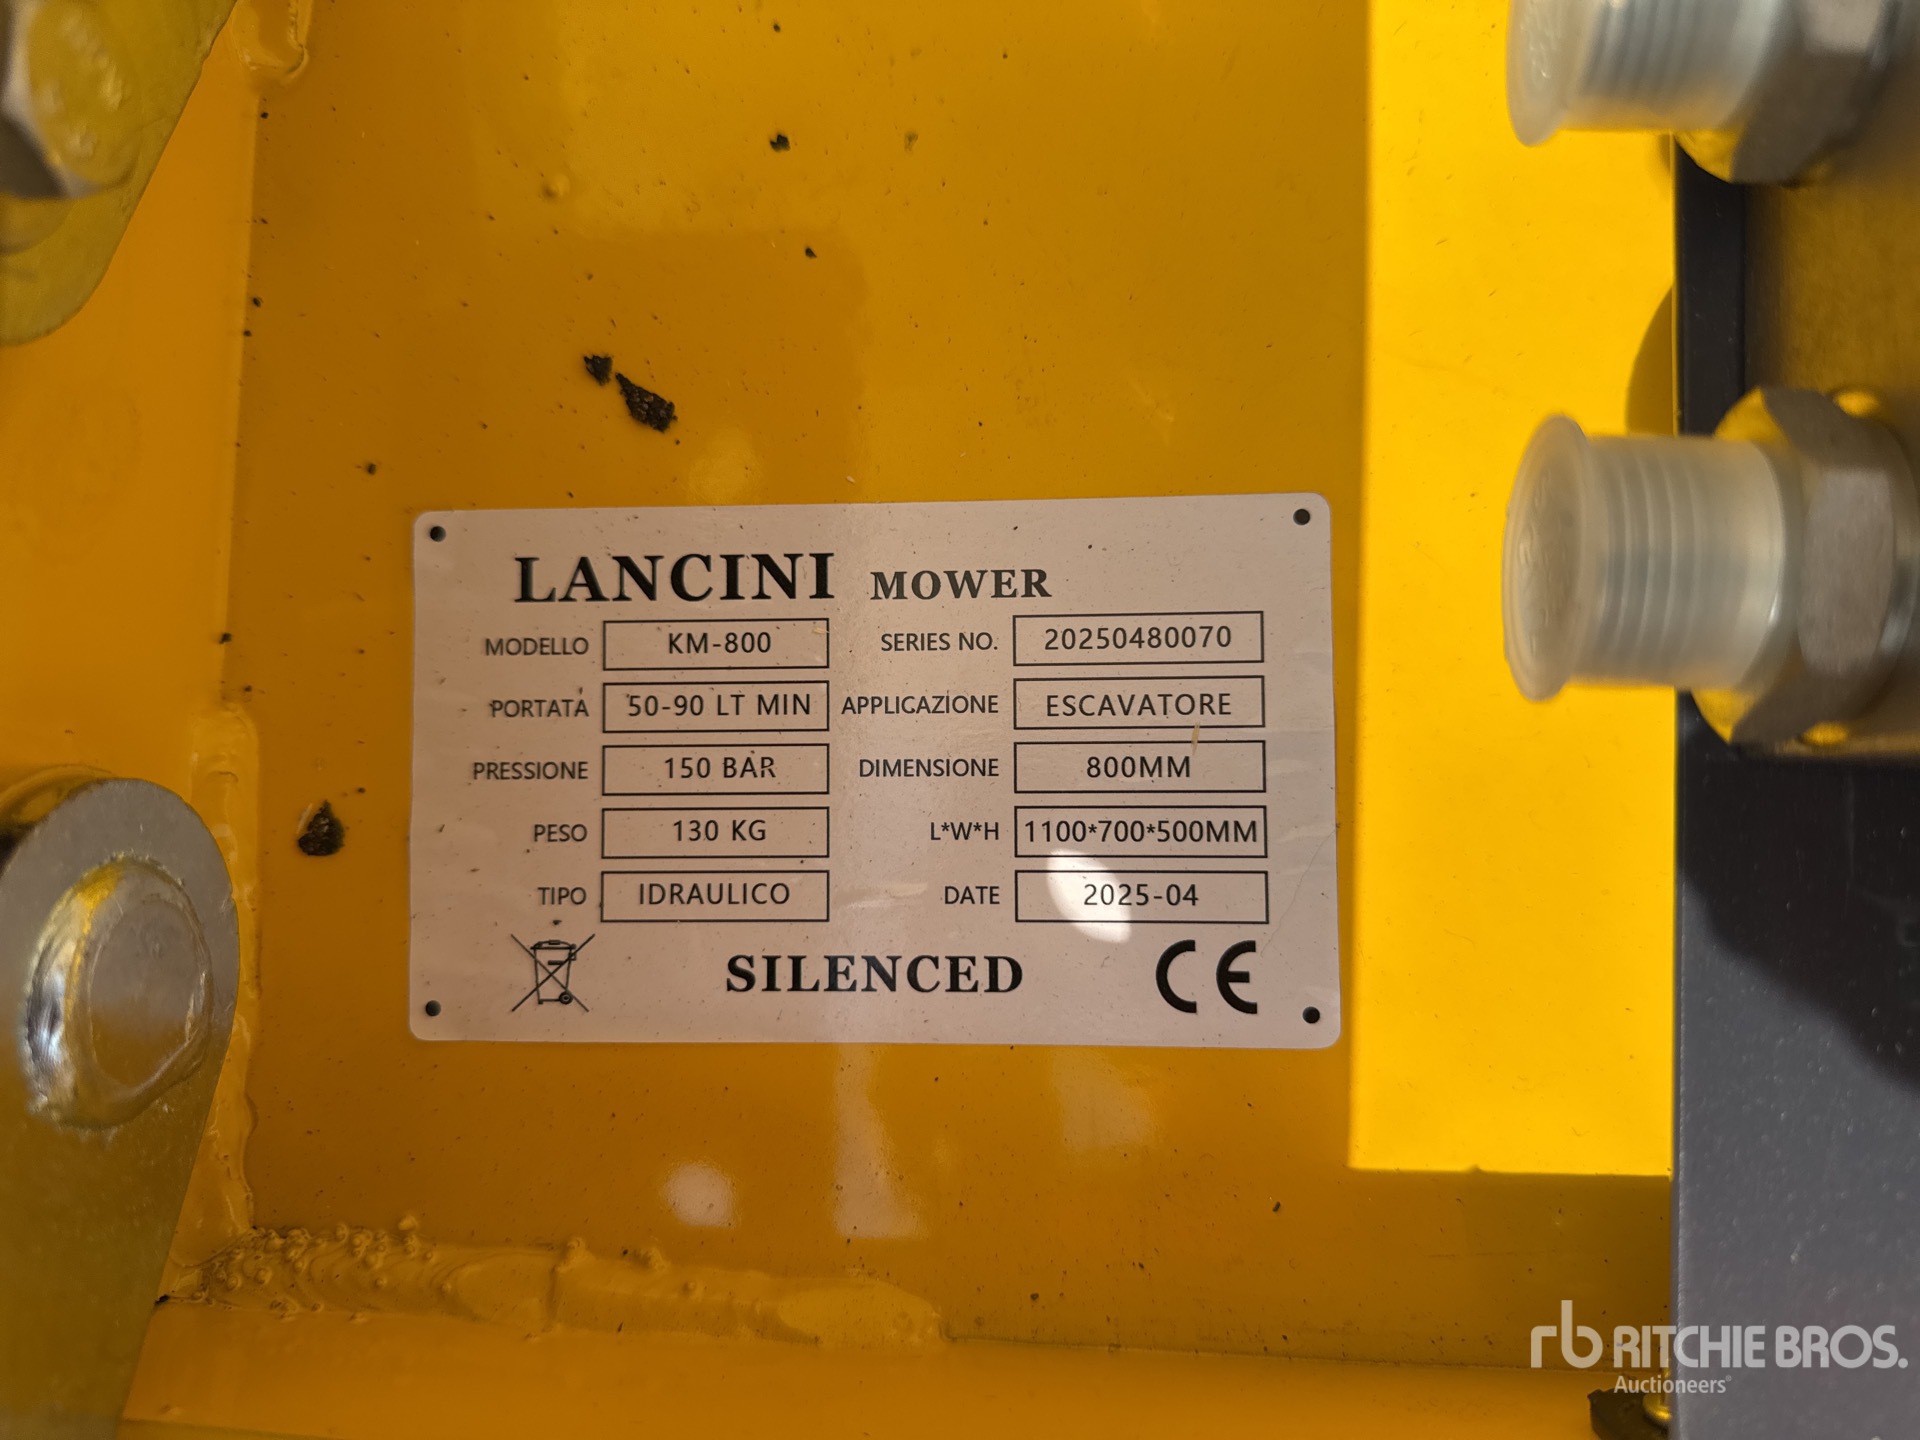 LANCINI MOWER
MODELLO KM-800 SERIES NO. 20250480070
PORTATA 50-90 LT MIN APPLICAZIONE ESCAVATORE
PRESSIONE 150 BAR DIMENSIONE 800MM
PESO 130 KG L*W*H 1100*700*500MM
TIPO IDRAULICO DATE 2025-04
SILENCED CE
rb RITCHIE BROS.
Auctioneers